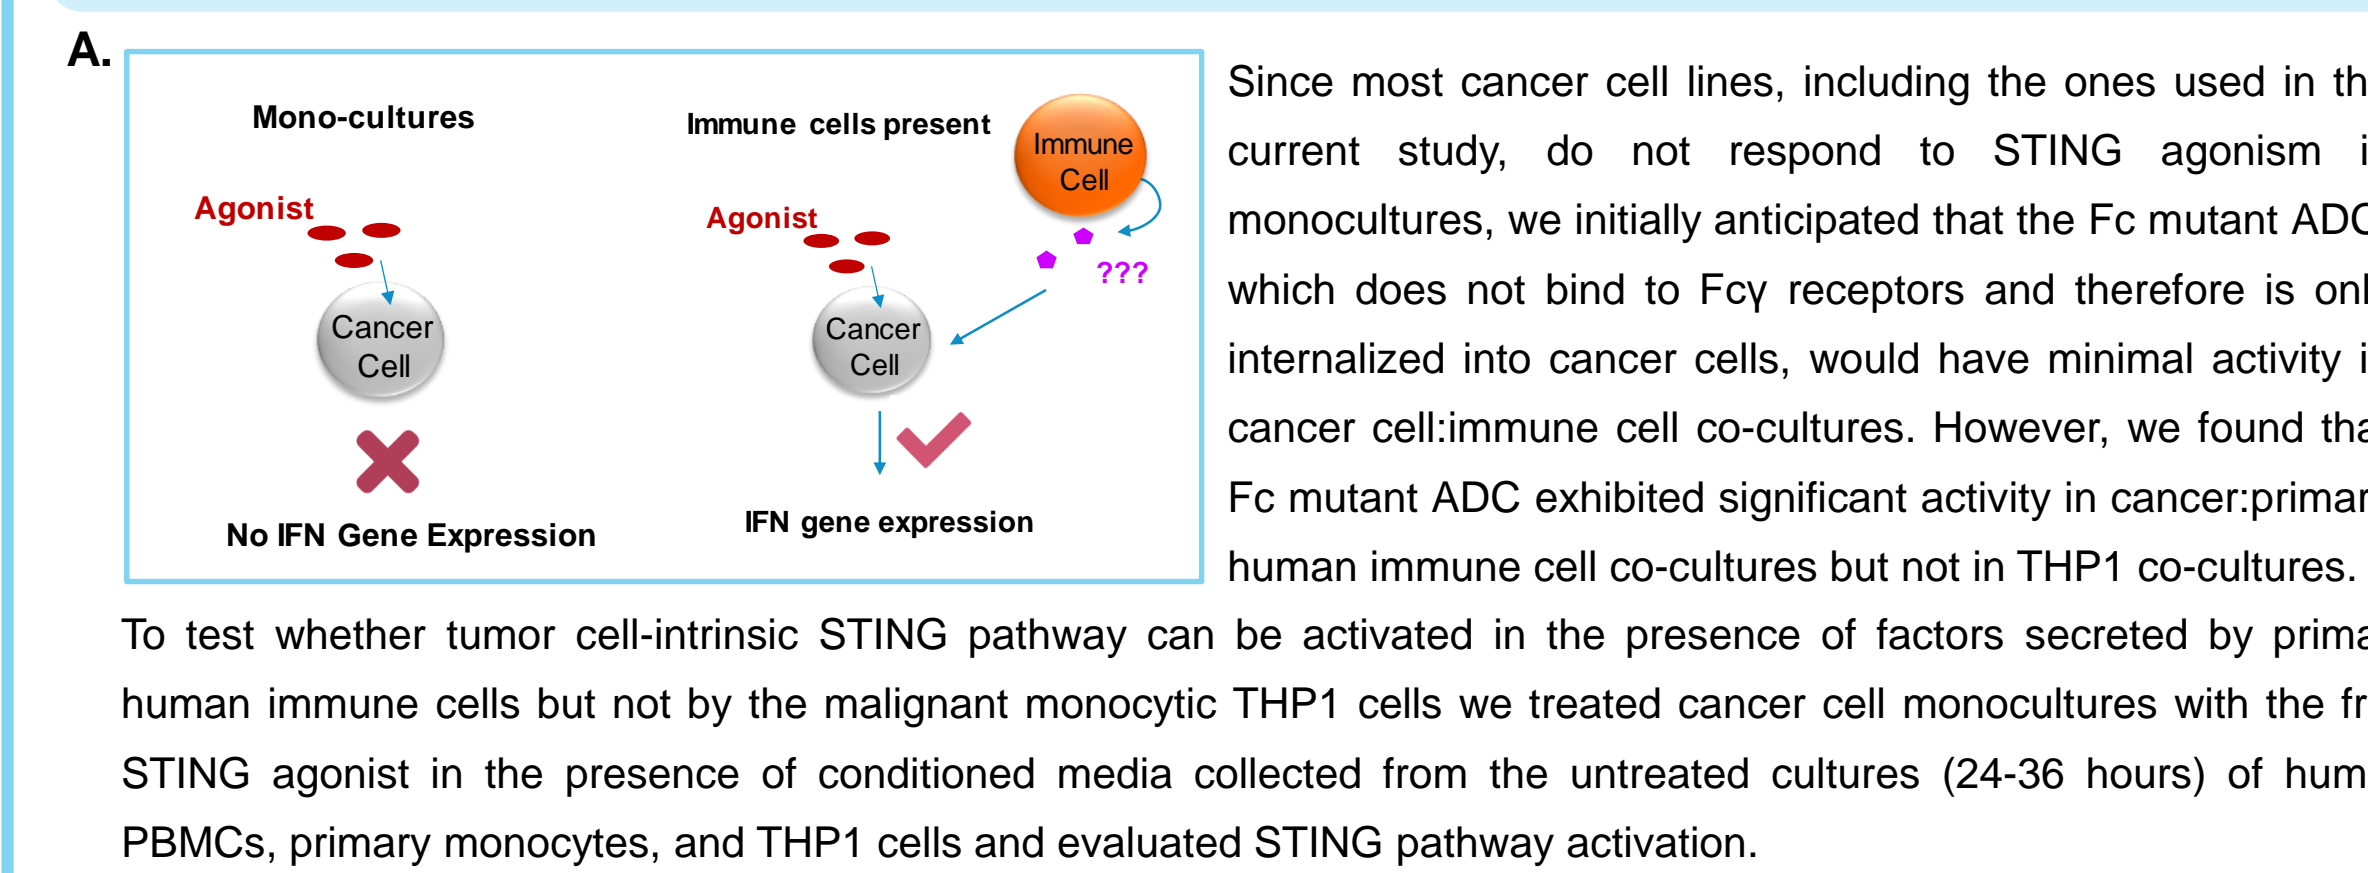 A.
Mono-cultures
Agonist
Cancer
Cell
No IFN Gene Expression
Immune cells present
Immune
Cell
Agonist
???
Cancer
Cell
IFN gene expression
Since most cancer cell lines, including the ones used in th
current study, do not respond to STING agonism i
monocultures, we initially anticipated that the Fc mutant ADC
which does not bind to Fcγ receptors and therefore is onl
internalized into cancer cells, would have minimal activity i
cancer cell:immune cell co-cultures. However, we found tha
Fc mutant ADC exhibited significant activity in cancer:primar
human immune cell co-cultures but not in THP1 co-cultures.
To test whether tumor cell-intrinsic STING pathway can be activated in the presence of factors secreted by prima
human immune cells but not by the malignant monocytic THP1 cells we treated cancer cell monocultures with the fr
STING agonist in the presence of conditioned media collected from the untreated cultures (24-36 hours) of hum
PBMCs, primary monocytes, and THP1 cells and evaluated STING pathway activation.